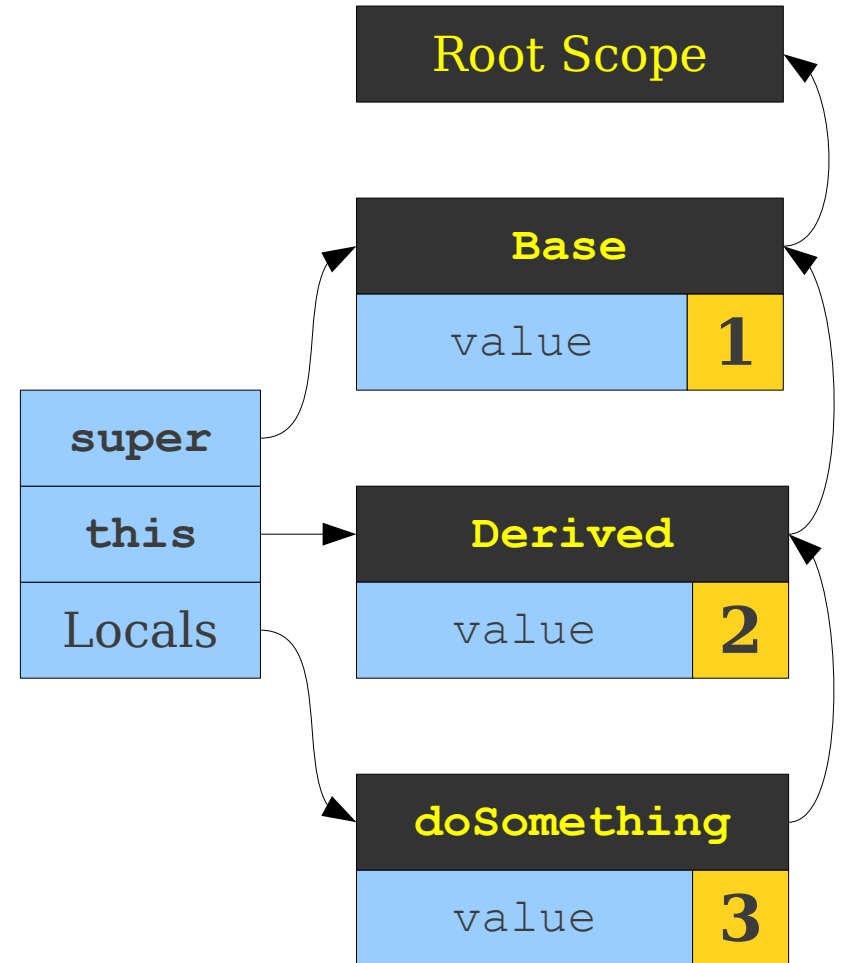 Root Scope
Base
value 1
super
this
Locals
Derived
value 2
doSomething
value 3